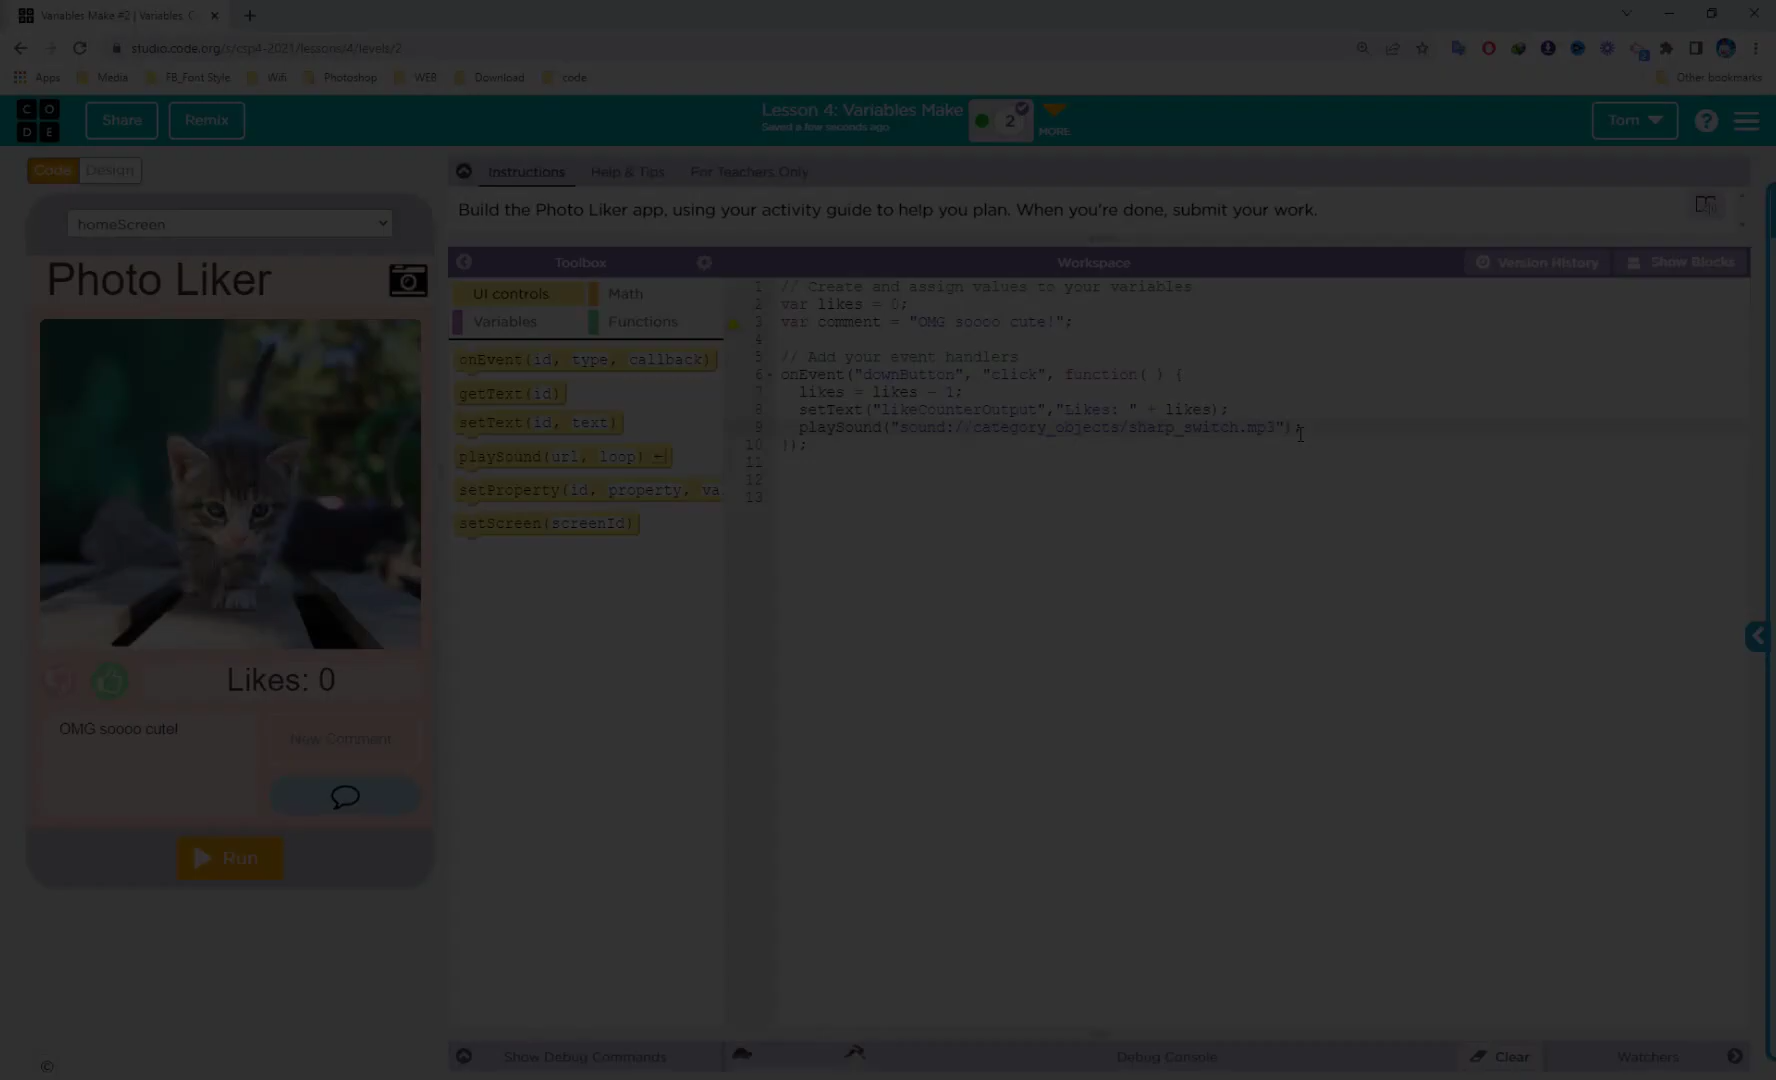 Variables Make #2 | Variables, C
studio.code.org/s/csp4-2021/lessons/4/levels/2
Apps
Media
FB_Font Style
Wifi
Photoshop
WEB
Download
code
Other bookmarks
C O
D E
Share
Remix
Lesson 4: Variables Make
Saved a few seconds ago
2
MORE
Tom
Code
Design
Instructions
Help & Tips
For Teachers Only
Build the Photo Liker app, using your activity guide to help you plan. When you're done, submit your work.
homeScreen
Photo Liker
Likes: 0
OMG soooo cute!
New Comment
Run
Toolbox
Workspace
Version History
Show Blocks
UI controls
Math
Variables
Functions
onEvent(id, type, callback)
getText(id)
setText(id, text)
playSound(url, loop)
setProperty(id, property, va
setScreen(screenId)
1 // Create and assign values to your variables
2 var likes = 0;
3 var comment = "OMG soooo cute!";
4
5 // Add your event handlers
6 onEvent("downButton", "click", function( ) {
7 likes = likes - 1;
8 setText("likeCounterOutput","Likes: " + likes);
9 playSound("sound://category_objects/sharp_switch.mp3");
10 });
11
12
13
Show Debug Commands
Debug Console
Clear
Watchers